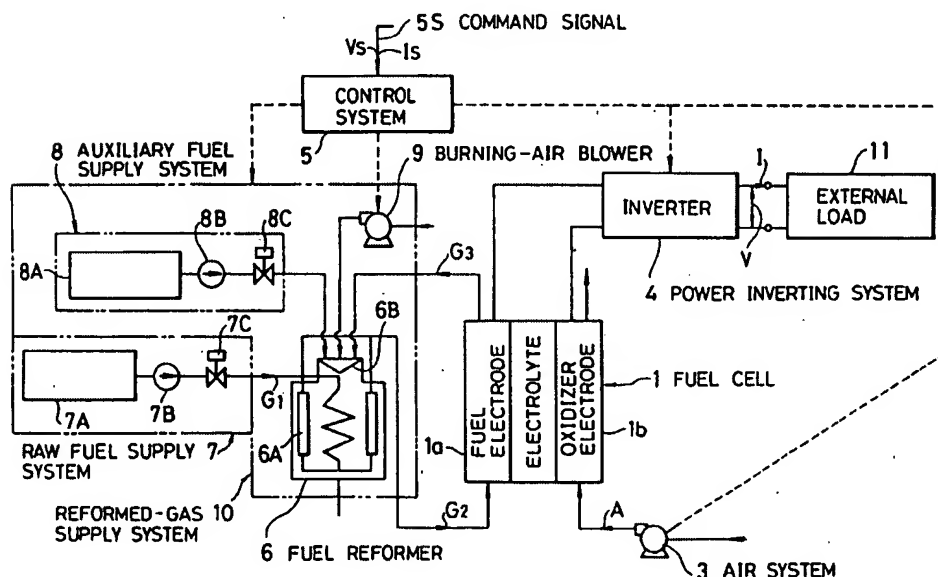 5S COMMAND SIGNAL
Vs Is
CONTROL
SYSTEM
5
8 AUXILIARY FUEL
SUPPLY SYSTEM
9 BURNING-AIR BLOWER
I
11
8B
8C
INVERTER
EXTERNAL
LOAD
8A
V
G3
4 POWER INVERTING SYSTEM
7C
6B
FUEL
ELECTRODE
ELECTROLYTE
OXIDIZER
ELECTRODE
1 FUEL CELL
7B
G1
7A
6A
1a
1b
RAW FUEL SUPPLY 7
SYSTEM
REFORMED-GAS 10
SUPPLY SYSTEM
G2
A
6 FUEL REFORMER
3 AIR SYSTEM